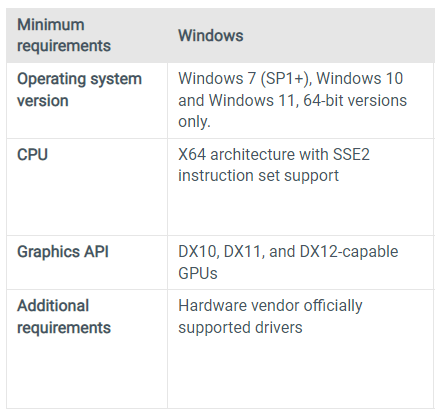 Minimum
requirements
Windows
Operating system
version
Windows 7 (SP1+), Windows 10
and Windows 11, 64-bit versions
only.
CPU
X64 architecture with SSE2
instruction set support
Graphics API
DX10, DX11, and DX12-capable
GPUs
Additional
requirements
Hardware vendor officially
supported drivers